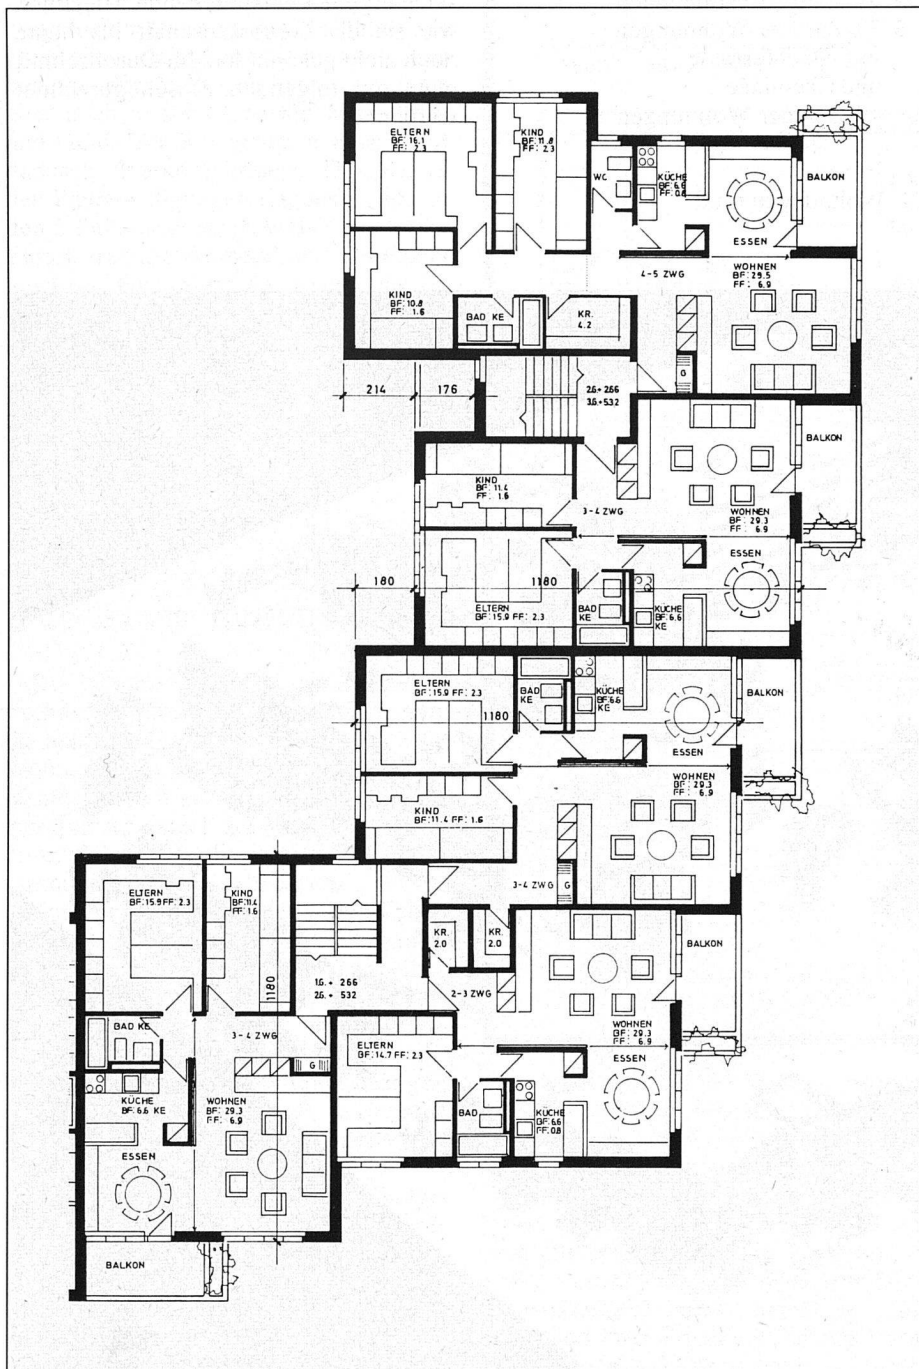 ELTERN
BF: 16.1
FF: 2.3
KIND
BF: 11.8
FF: 2.3
WC
KÜCHE
BF: 6.6
FF: 0.8
BALKON
ESSEN
4-5 ZWG
WOHNEN
BF: 29.5
FF: 6.9
KIND
BF: 10.8
FF: 1.6
BAD KE
KR.
4.2
G
214
176
2.G. + 266
3.G. + 532
BALKON
KIND
BF: 11.4
FF: 1.6
3-4 ZWG
WOHNEN
BF: 29.3
FF: 6.9
ESSEN
180
1180
ELTERN
BF: 15.9 FF: 2.3
BAD
KE
KÜCHE
BF: 6.6
KE
ELTERN
BF: 15.9 FF: 2.3
1180
BAD
KE
KÜCHE
BF: 6.6
KE
BALKON
ESSEN
WOHNEN
BF: 29.3
FF: 6.9
KIND
BF: 11.4 FF: 1.6
3-4 ZWG
G
ELTERN
BF: 15.9 FF: 2.3
KIND
BF: 11.4
FF: 1.6
1180
KR.
2.0
KR.
2.0
BALKON
1.G. + 266
2.G. + 532
2-3 ZWG
WOHNEN
BF: 29.3
FF: 6.9
BAD KE
3-4 ZWG
G
ELTERN
BF: 14.7 FF: 2.3
ESSEN
KÜCHE
BF: 6.6 KE
WOHNEN
BF: 29.3
FF: 6.9
BAD
KÜCHE
BF: 6.6
FF: 0.8
ESSEN
BALKON